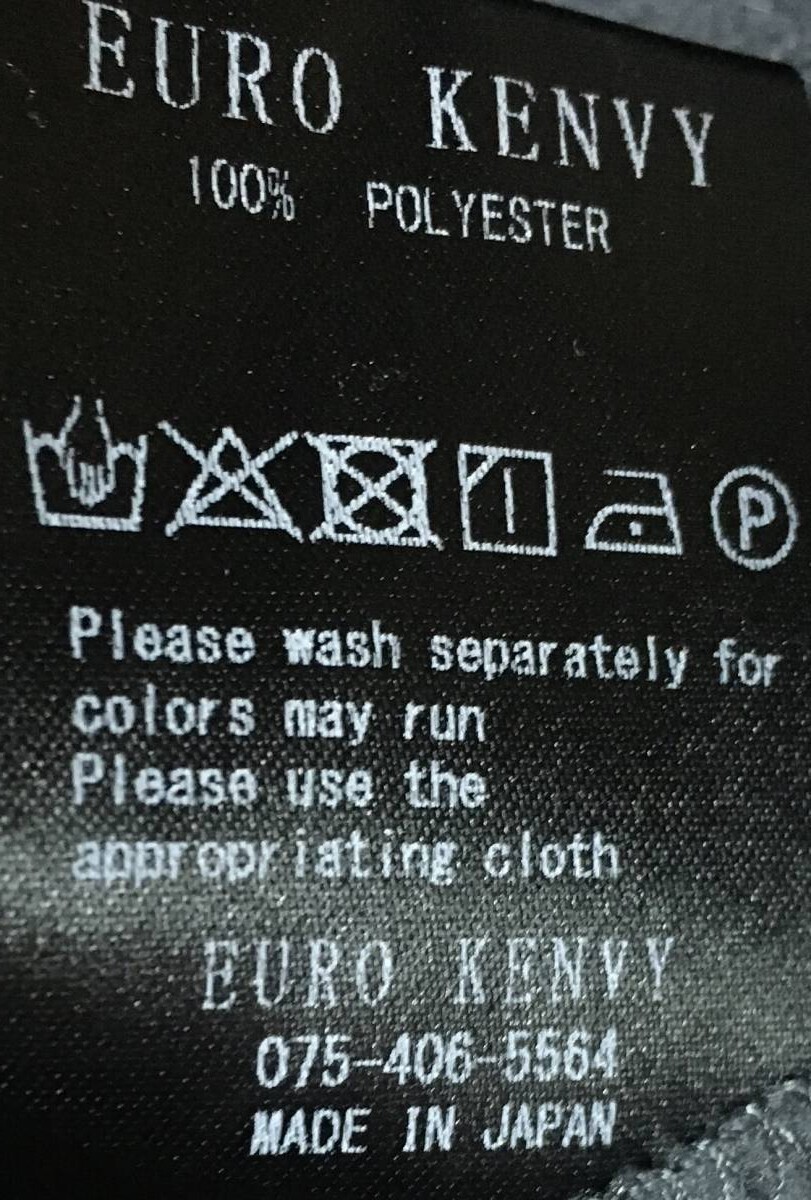 EURO KENVY
100% POLYESTER
P
Please wash separately for
colors may run
Please use the
appropriating cloth
EURO KENVY
075-406-5564
MADE IN JAPAN